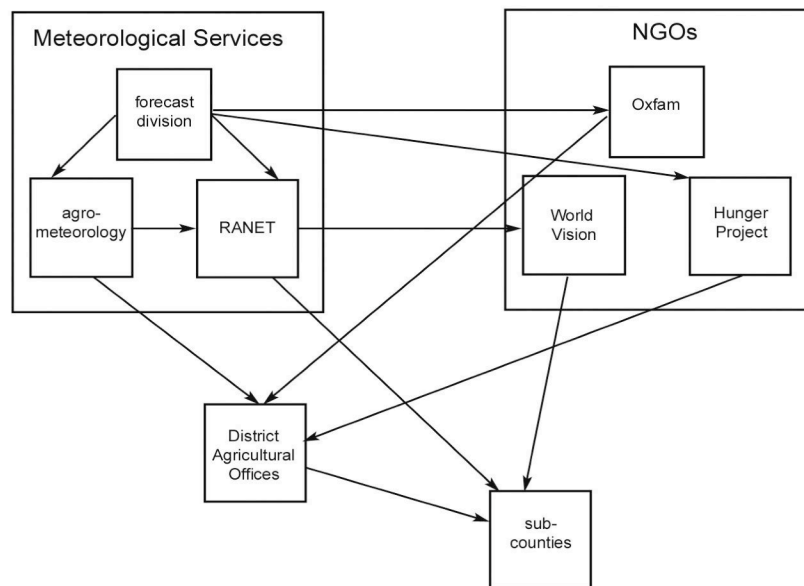 Meteorological Services
NGOs
forecast
division
Oxfam
agro-
meteorology
RANET
World
Vision
Hunger
Project
District
Agricultural
Offices
sub-
counties